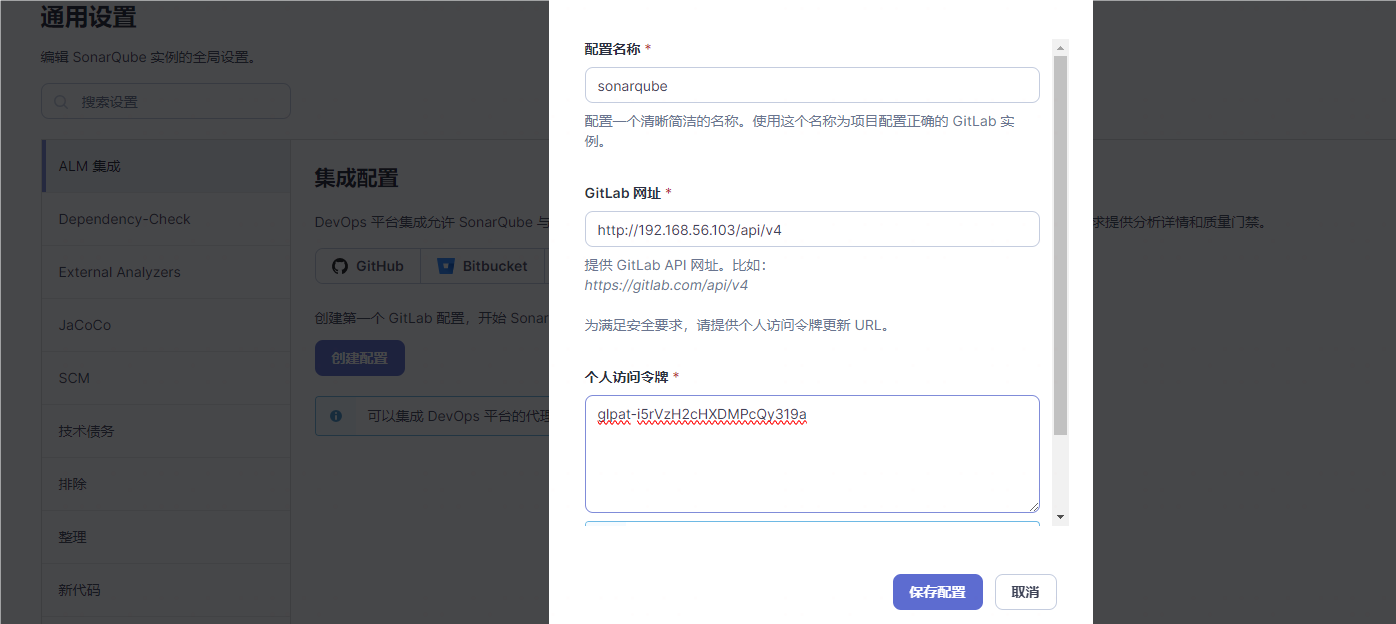 通用设置
编辑 SonarQube 实例的全局设置。
搜索设置
ALM 集成
Dependency-Check
External Analyzers
JaCoCo
SCM
技术债务
排除
整理
新代码
集成配置
DevOps 平台集成允许 SonarQube 与
求提供分析详情和质量门禁。
GitHub
Bitbucket
创建第一个 GitLab 配置，开始 Sonar
创建配置
可以集成 DevOps 平台的代理
配置名称 *
sonarqube
配置一个清晰简洁的名称。使用这个名称为项目配置正确的 GitLab 实
例。
GitLab 网址 *
http://192.168.56.103/api/v4
提供 GitLab API 网址。比如：
https://gitlab.com/api/v4
为满足安全要求，请提供个人访问令牌更新 URL。
个人访问令牌 *
glpat-i5rVzH2cHXDMPcQy319a
保存配置
取消